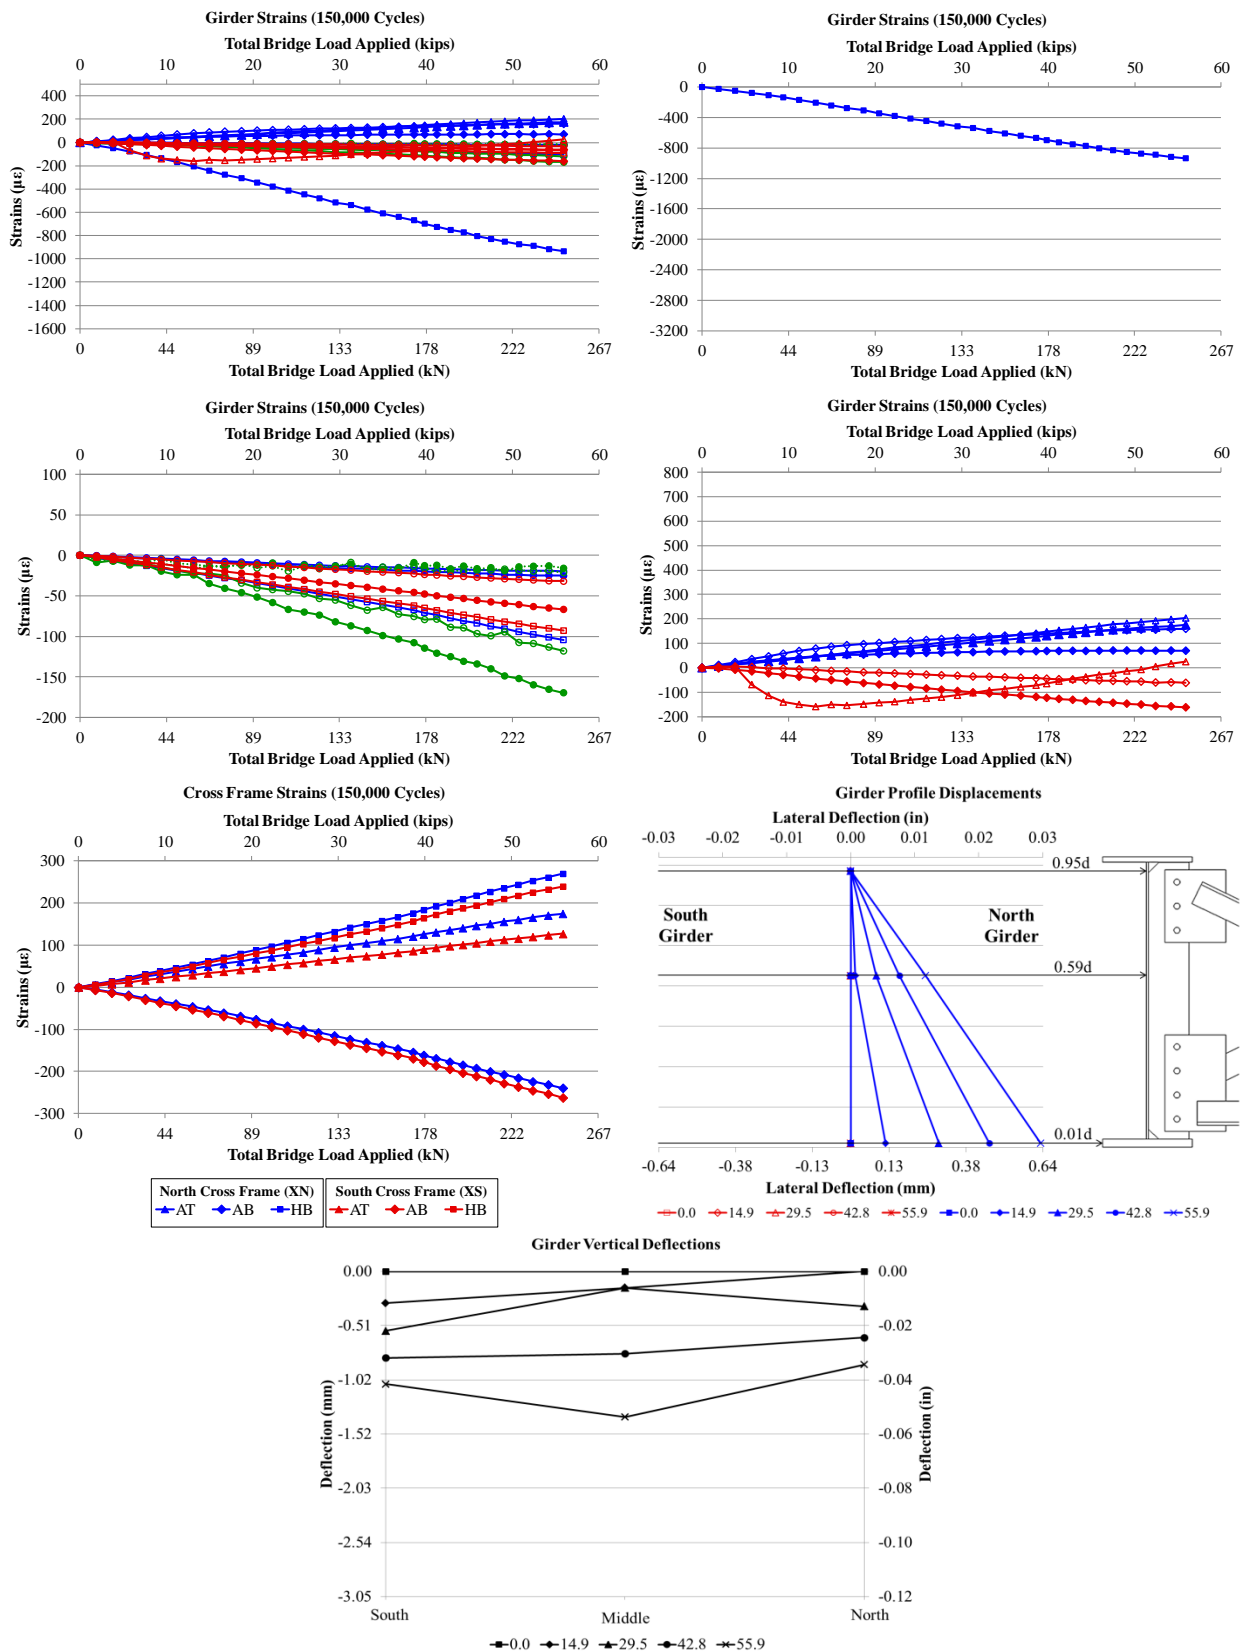 Girder Strains (150,000 Cycles)
Total Bridge Load Applied (kips)
0 10 20 30 40 50 60
400
200
0
-200
-400
-600
-800
-1000
-1200
-1400
-1600
Strains (με)
0 44 89 133 178 222 267
Total Bridge Load Applied (kN)
Girder Strains (150,000 Cycles)
Total Bridge Load Applied (kips)
0 10 20 30 40 50 60
0
-400
-800
-1200
-1600
-2000
-2400
-2800
-3200
Strains (με)
0 44 89 133 178 222 267
Total Bridge Load Applied (kN)
Girder Strains (150,000 Cycles)
Total Bridge Load Applied (kips)
0 10 20 30 40 50 60
100
50
0
-50
-100
-150
-200
Strains (με)
0 44 89 133 178 222 267
Total Bridge Load Applied (kN)
Girder Strains (150,000 Cycles)
Total Bridge Load Applied (kips)
0 10 20 30 40 50 60
800
700
600
500
400
300
200
100
0
-100
-200
Strains (με)
0 44 89 133 178 222 267
Total Bridge Load Applied (kN)
Cross Frame Strains (150,000 Cycles)
Total Bridge Load Applied (kips)
0 10 20 30 40 50 60
300
200
100
0
-100
-200
-300
Strains (με)
0 44 89 133 178 222 267
Total Bridge Load Applied (kN)
North Cross Frame (XN) South Cross Frame (XS)
AT AB HB AT AB HB
Girder Profile Displacements
Lateral Deflection (in)
-0.03 -0.02 -0.01 0.00 0.01 0.02 0.03
0.95d
South Girder
North Girder
0.59d
0.01d
-0.64 -0.38 -0.13 0.13 0.38 0.64
Lateral Deflection (mm)
0.0 14.9 29.5 42.8 55.9 0.0 14.9 29.5 42.8 55.9
Girder Vertical Deflections
0.00
-0.51
-1.02
-1.52
-2.03
-2.54
-3.05
Deflection (mm)
0.00
-0.02
-0.04
-0.06
-0.08
-0.10
-0.12
Deflection (in)
South Middle North
0.0 14.9 29.5 42.8 55.9